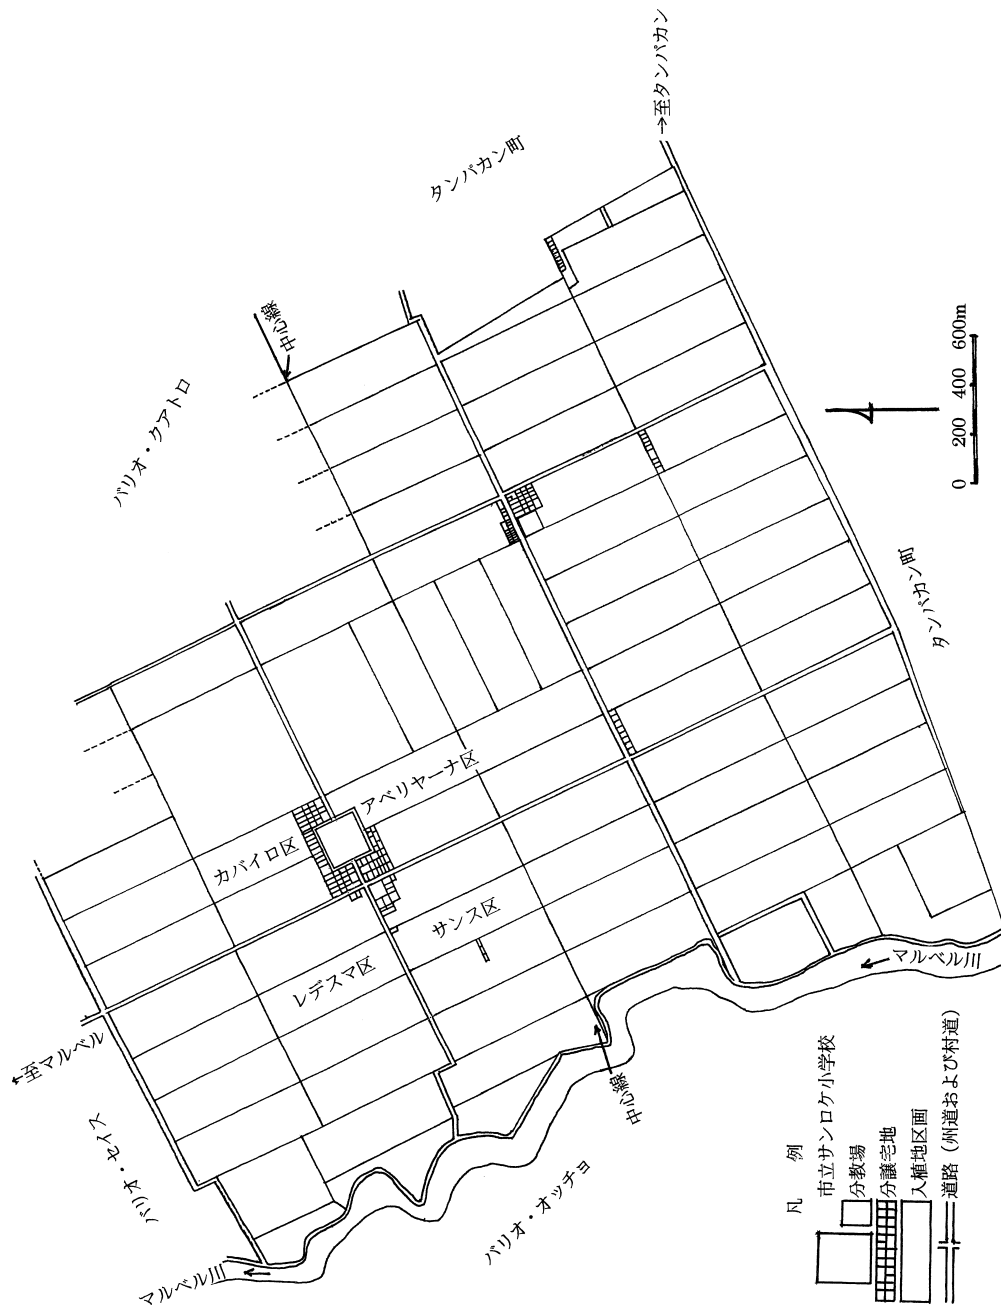 →至タンパカン
タンパカン町
中心線
バリオ・クアトロ
0 200 400 600m
タンパカン町
アベリヤーナ区
カバイロ区
サンス区
レデスマ区
マルベル川
←至マルベル
中心線
バリオ・セイス
バリオ・オッチョ
マルベル川
凡 例
市立サンロケ小学校
分教場
分譲宅地
入植地区画
道路（州道および村道）